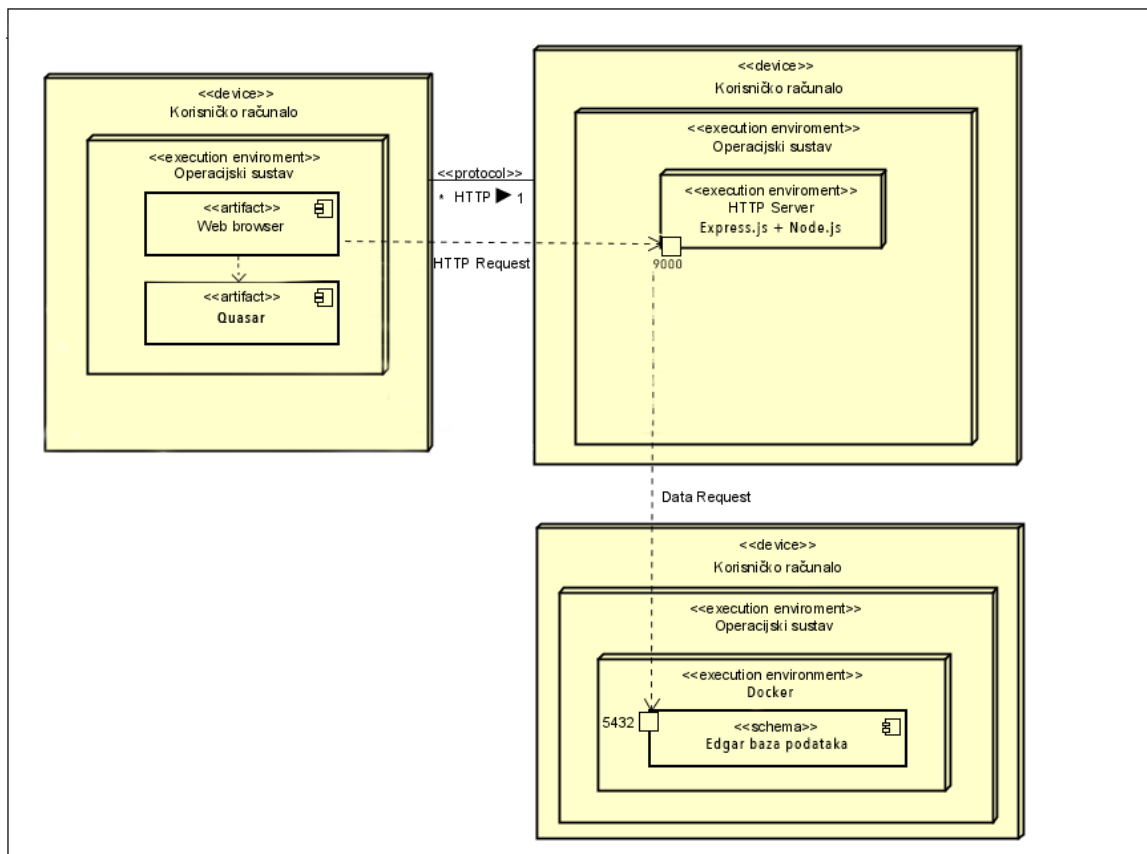 <<device>>
Korisničko računalo
<<execution enviroment>>
Operacijski sustav
<<artifact>>
Web browser
<<artifact>>
Quasar
<<protocol>>
* HTTP ▶ 1
HTTP Request
<<device>>
Korisničko računalo
<<execution enviroment>>
Operacijski sustav
<<execution enviroment>>
HTTP Server
Express.js + Node.js
9000
Data Request
<<device>>
Korisničko računalo
<<execution enviroment>>
Operacijski sustav
<<execution environment>>
Docker
5432
<<schema>>
Edgar baza podataka